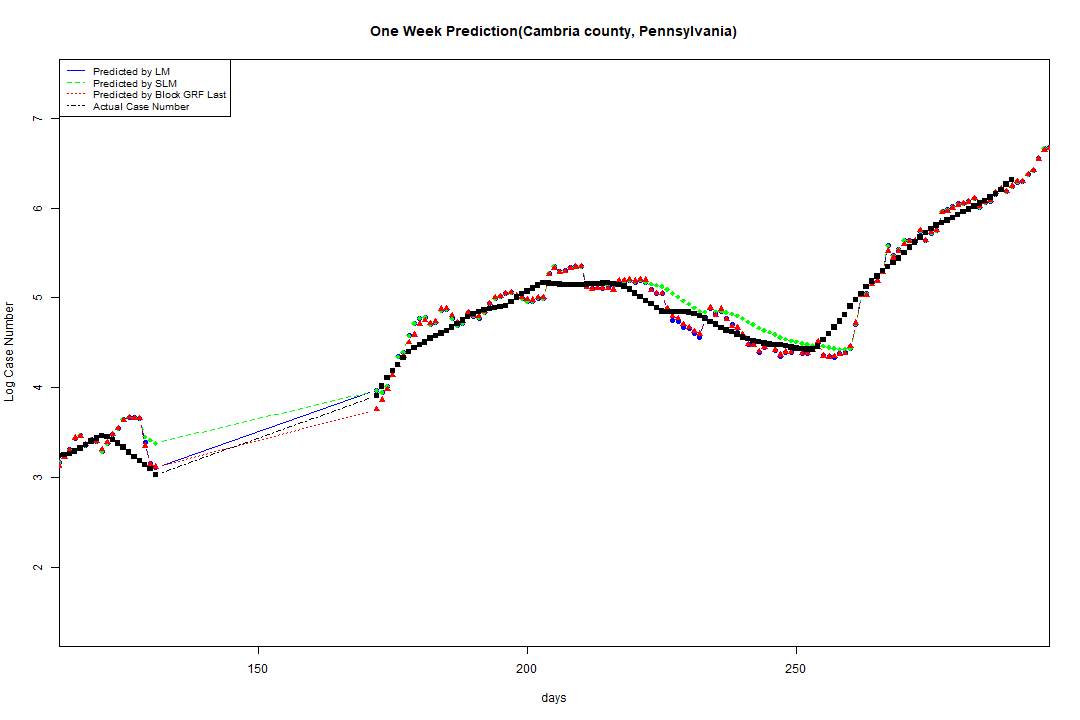 One Week Prediction(Cambria county, Pennsylvania)
Predicted by LM
Predicted by SLM
Predicted by Block GRF Last
Actual Case Number
Log Case Number
7
6
5
4
3
2
150
200
250
days